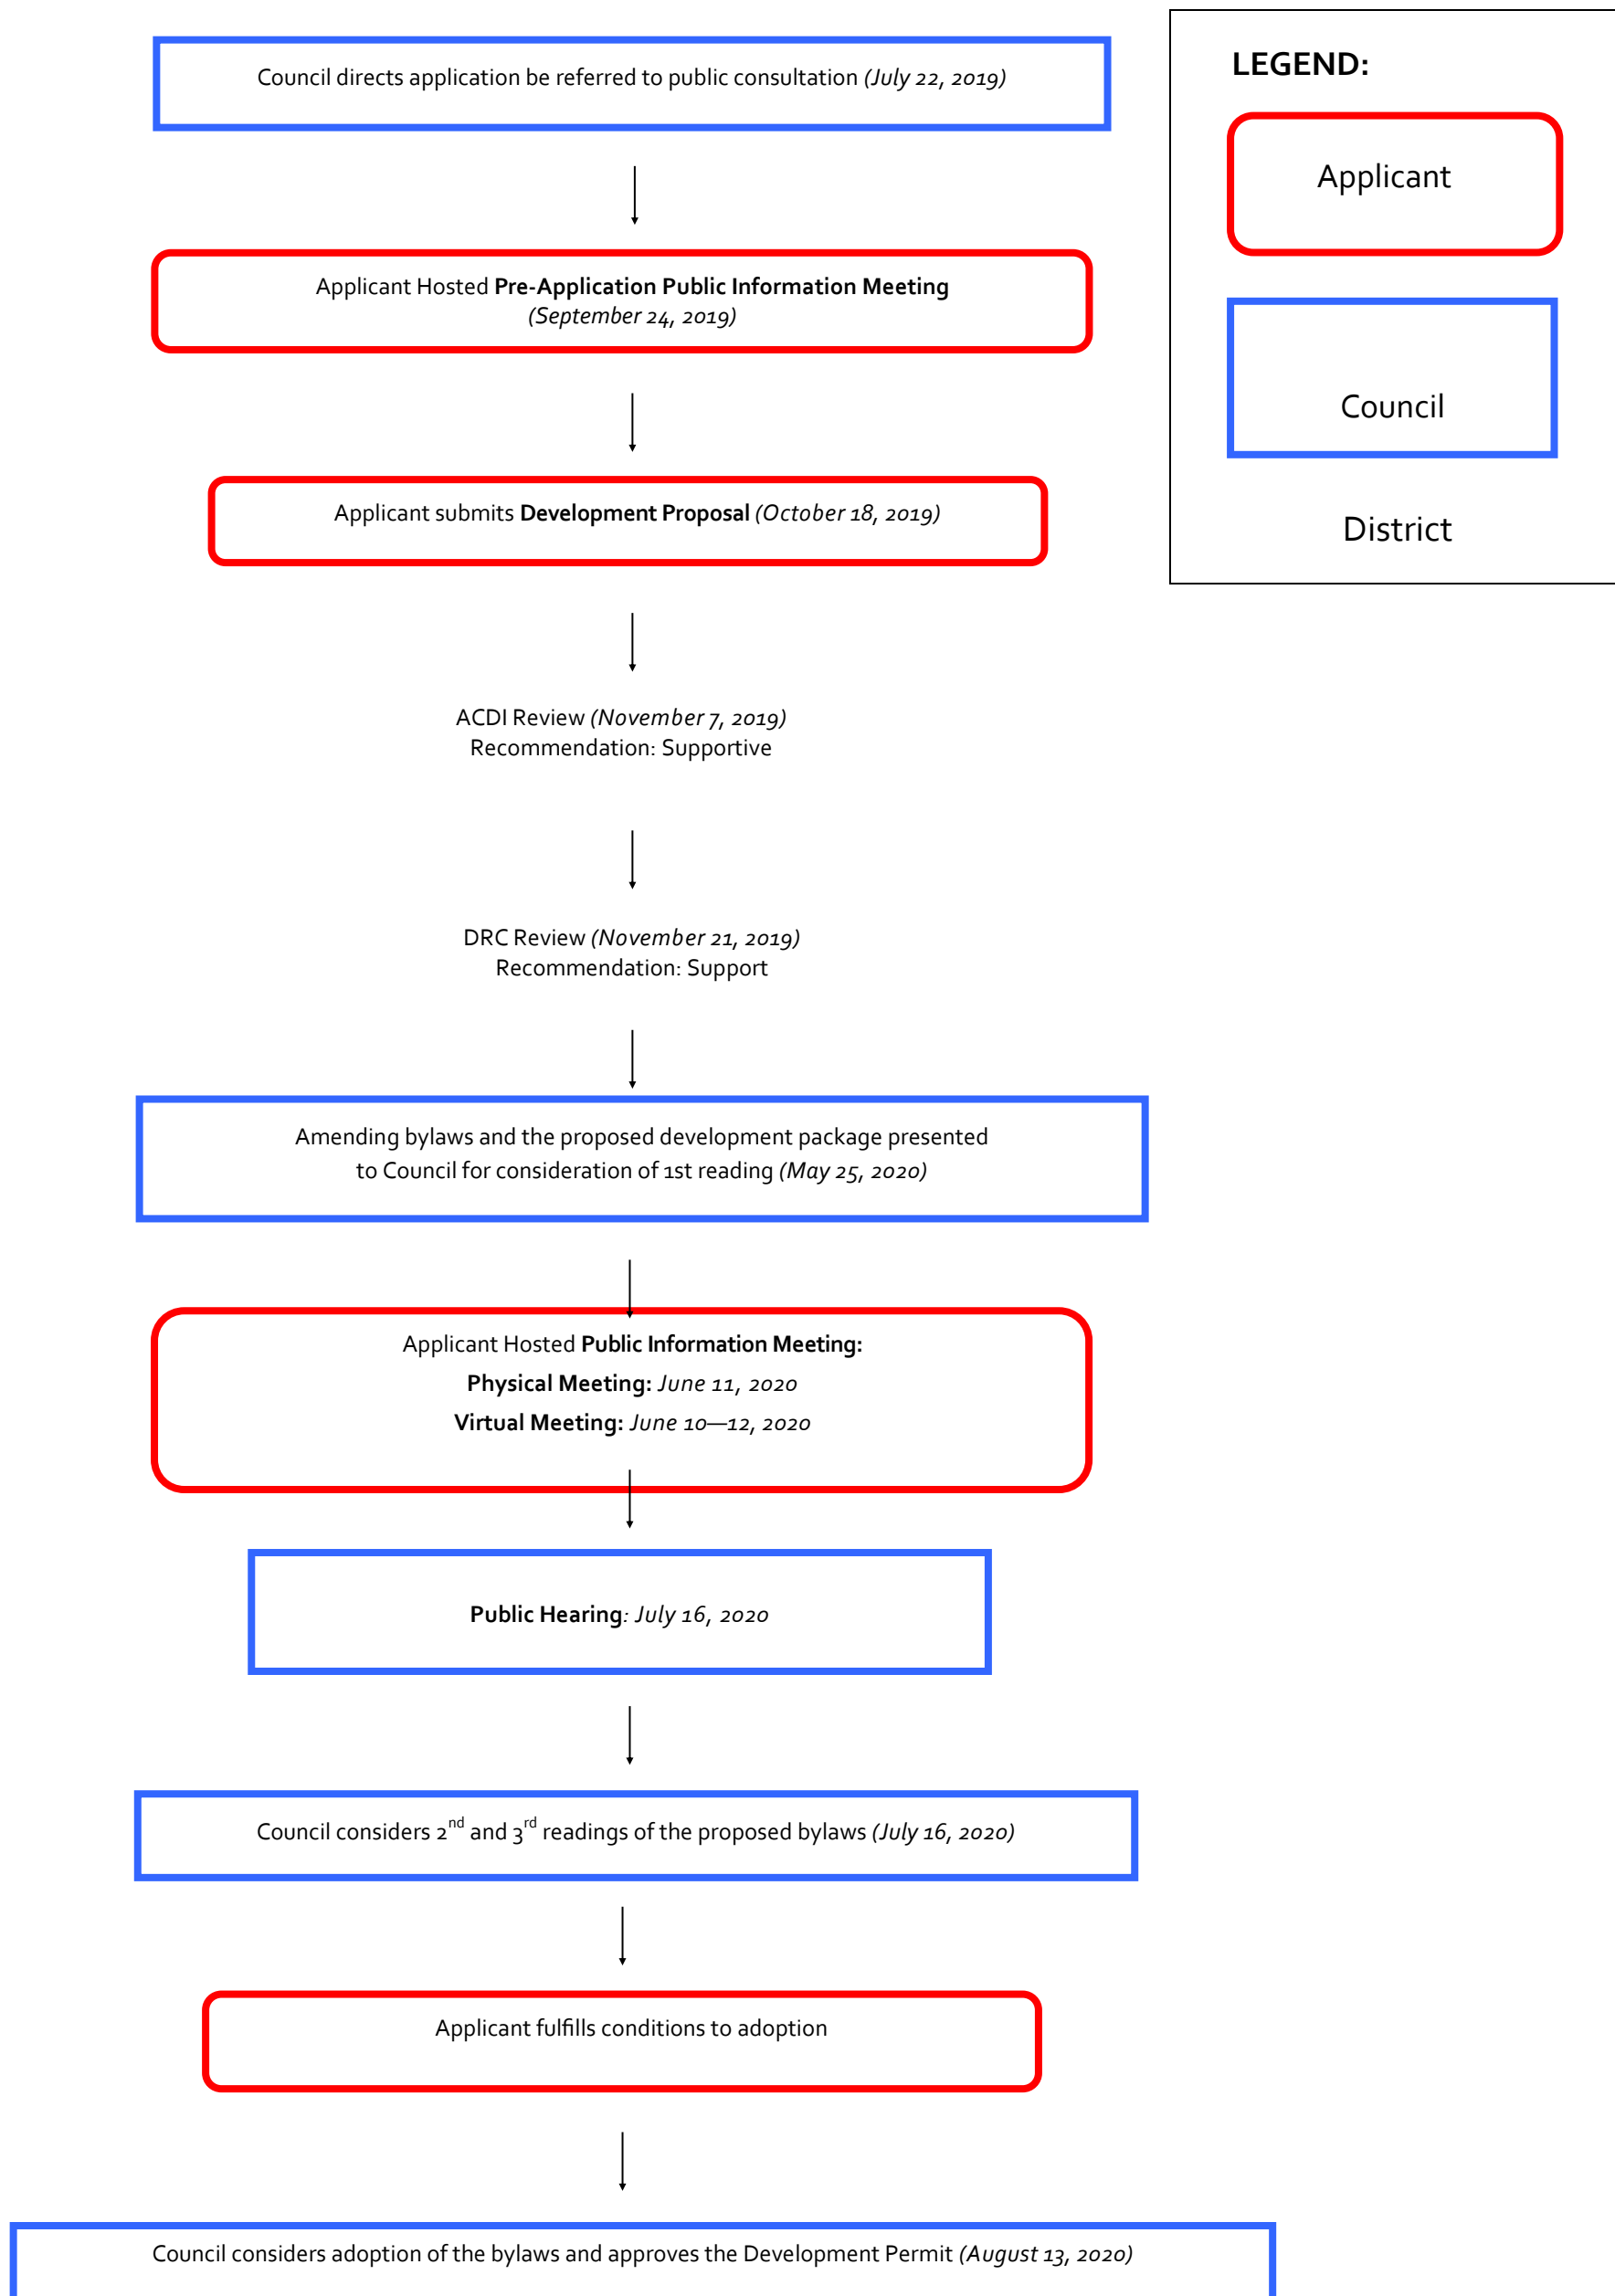 Council directs application be referred to public consultation (July 22, 2019)
LEGEND:
Applicant
Council
District
Applicant Hosted Pre-Application Public Information Meeting
(September 24, 2019)
Applicant submits Development Proposal (October 18, 2019)
ACDI Review (November 7, 2019)
Recommendation: Supportive
DRC Review (November 21, 2019)
Recommendation: Support
Amending bylaws and the proposed development package presented
to Council for consideration of 1st reading (May 25, 2020)
Applicant Hosted Public Information Meeting:
Physical Meeting: June 11, 2020
Virtual Meeting: June 10—12, 2020
Public Hearing: July 16, 2020
Council considers 2nd and 3rd readings of the proposed bylaws (July 16, 2020)
Applicant fulfills conditions to adoption
Council considers adoption of the bylaws and approves the Development Permit (August 13, 2020)